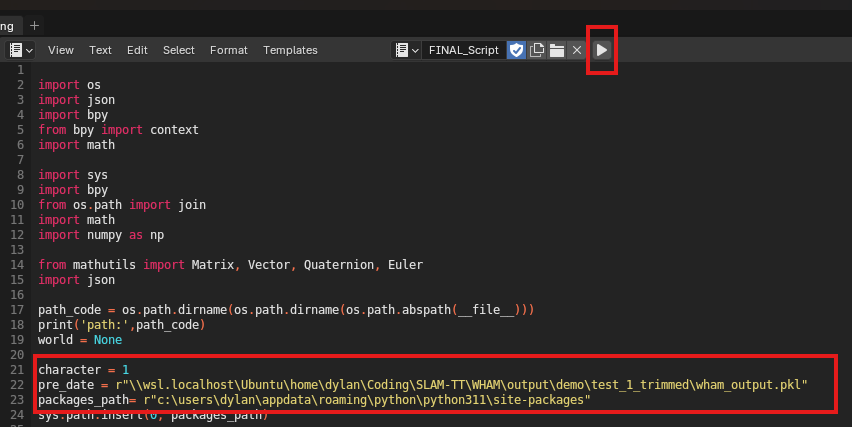 ng +
View Text Edit Select Format Templates FINAL_Script
1
2 import os
3 import json
4 import bpy
5 from bpy import context
6 import math
7
8 import sys
9 import bpy
10 from os.path import join
11 import math
12 import numpy as np
13
14 from mathutils import Matrix, Vector, Quaternion, Euler
15 import json
16
17 path_code = os.path.dirname(os.path.dirname(os.path.abspath(__file__)))
18 print('path:',path_code)
19 world = None
20
21 character = 1
22 pre_date = r"\\wsl.localhost\Ubuntu\home\dylan\Coding\SLAM-TT\WHAM\output\demo\test_1_trimmed\wham_output.pkl"
23 packages_path= r"c:\users\dylan\appdata\roaming\python\python311\site-packages"
24 sys.path.insert(0, packages_path)